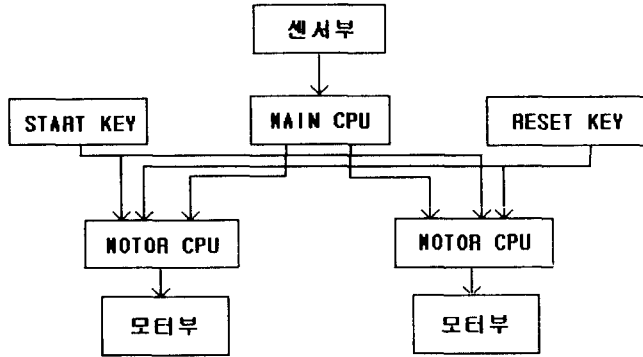 센서부
START KEY
MAIN CPU
RESET KEY
MOTOR CPU
MOTOR CPU
모터부
모터부